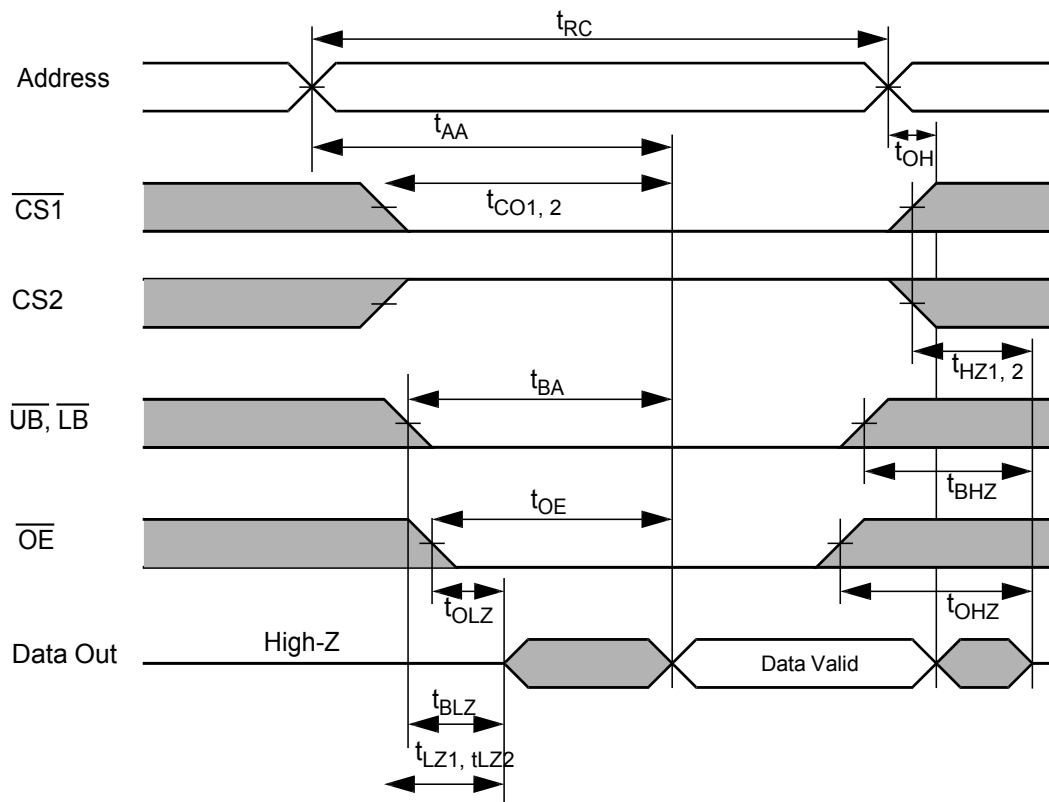 tRC
Address
tAA
tOH
CS1
tCO1, 2
CS2
tHZ1, 2
tBA
UB, LB
tBHZ
tOE
OE
tOLZ
tOHZ
High-Z
Data Out
Data Valid
tBLZ
tLZ1, tLZ2